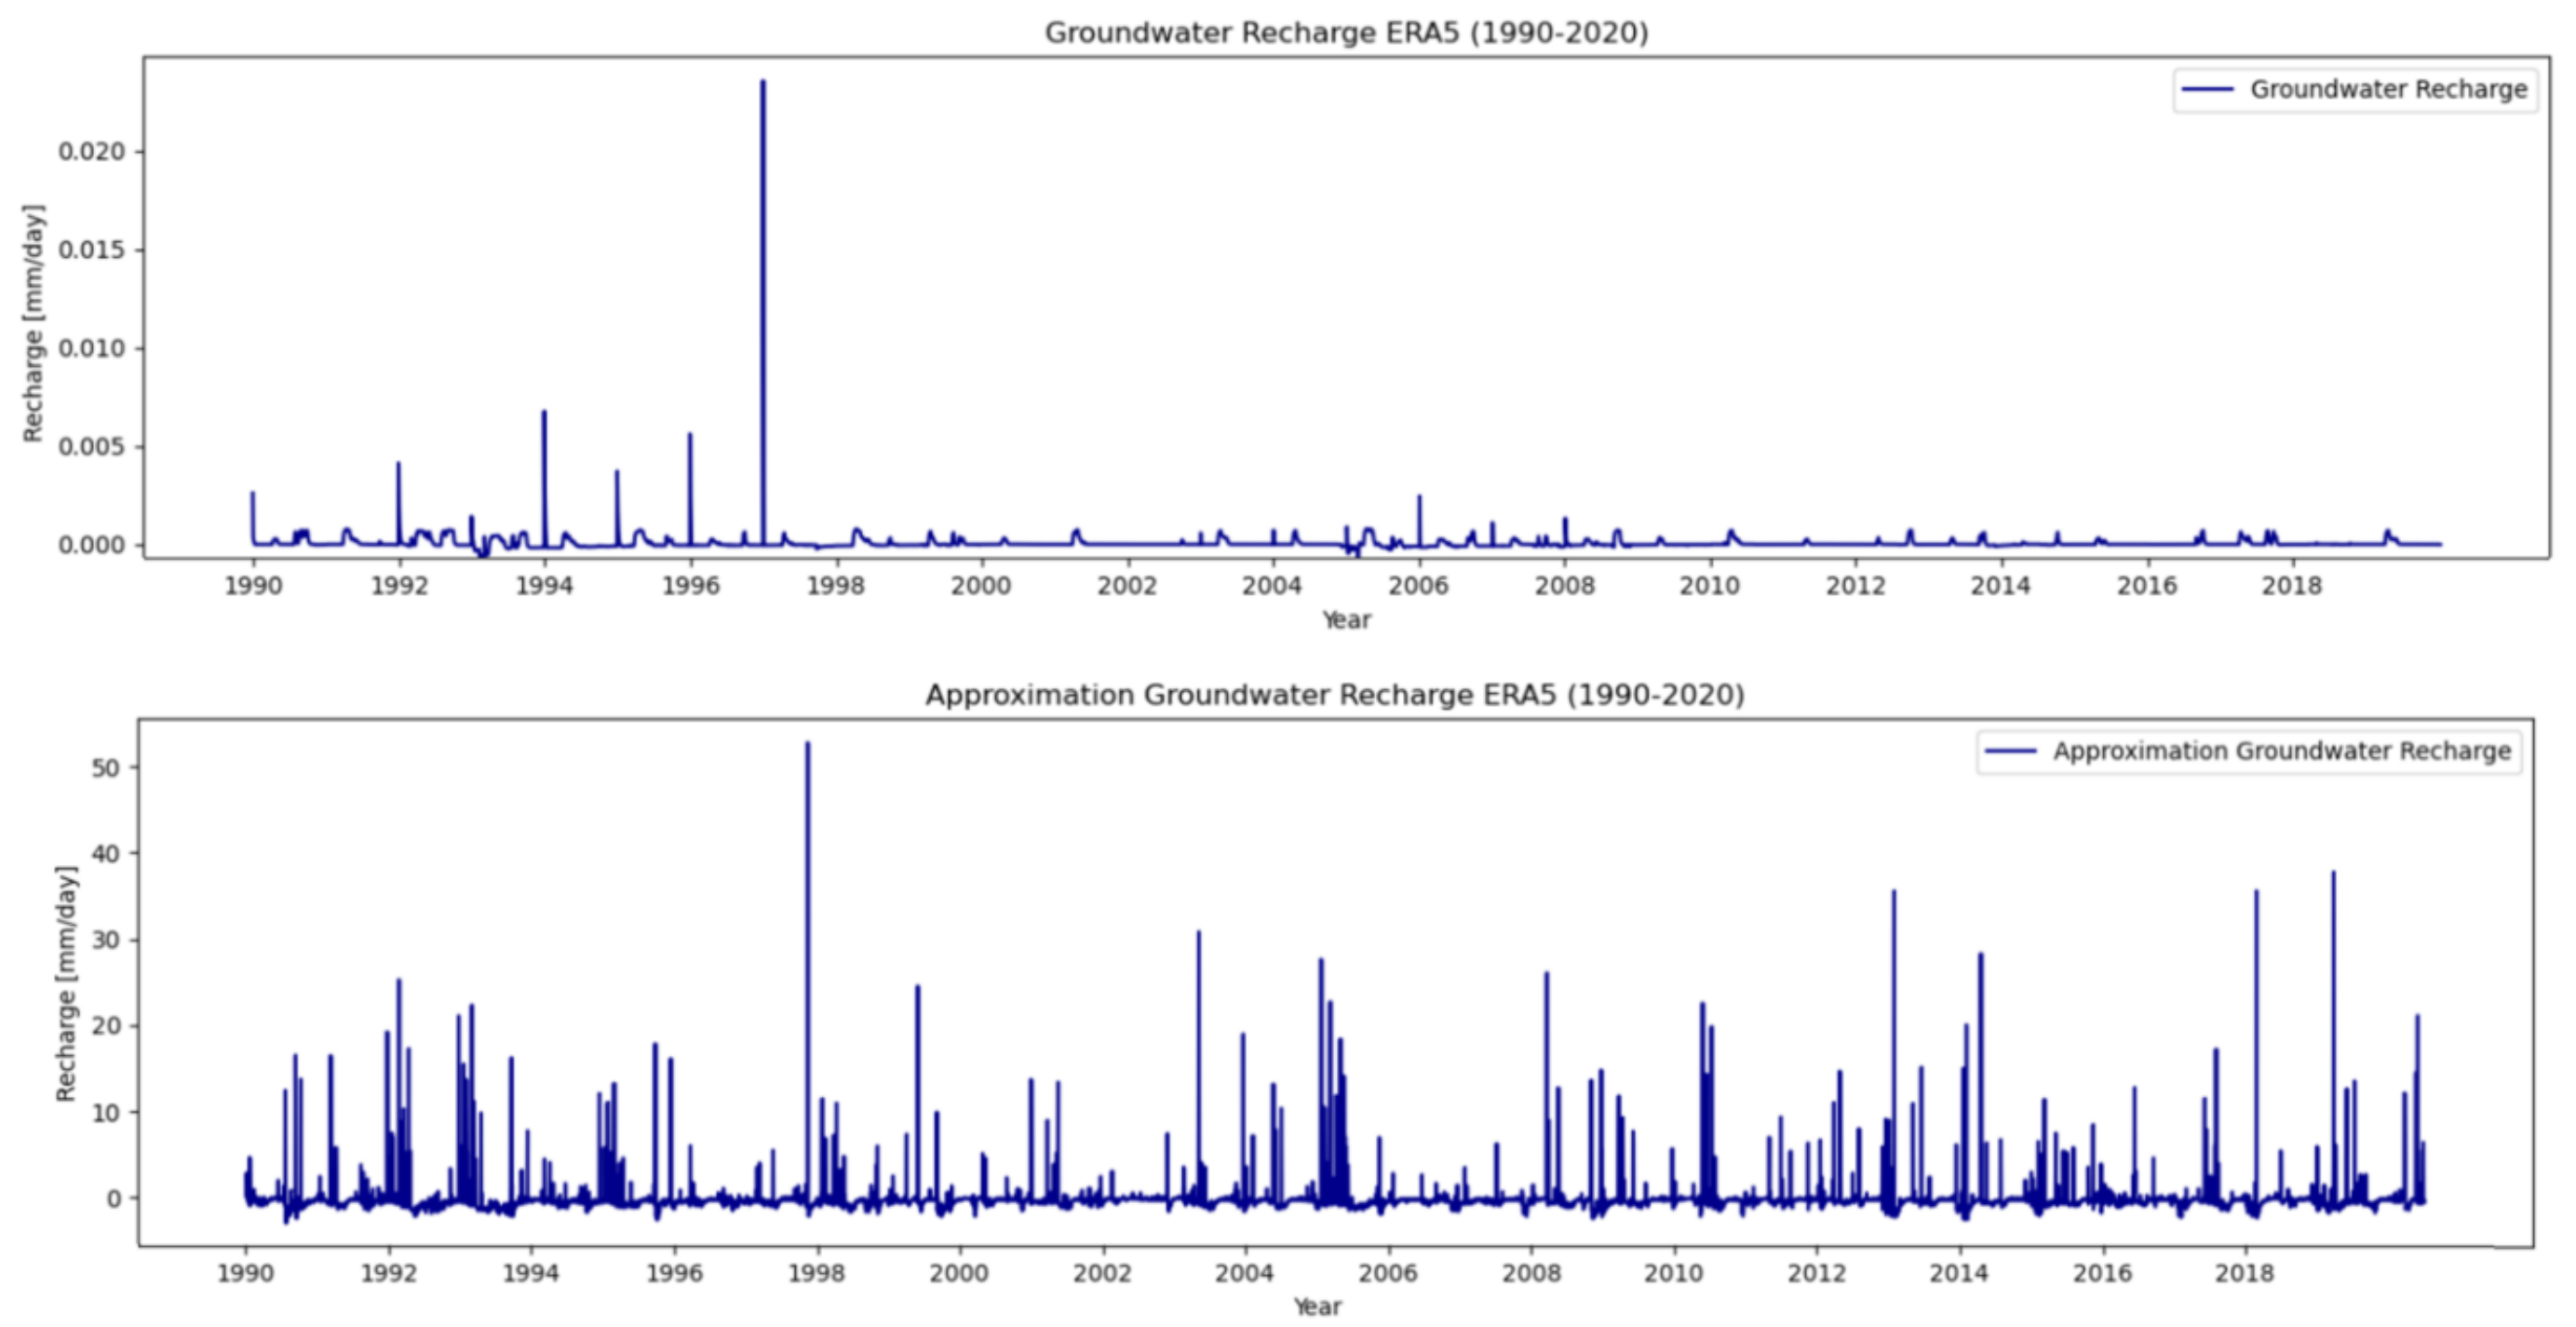 Groundwater Recharge ERA5 (1990-2020)
Groundwater Recharge
Recharge [mm/day]
0.020
0.015
0.010
0.005
0.000
1990 1992 1994 1996 1998 2000 2002 2004 2006 2008 2010 2012 2014 2016 2018
Year
Approximation Groundwater Recharge ERA5 (1990-2020)
Approximation Groundwater Recharge
Recharge [mm/day]
50
40
30
20
10
0
1990 1992 1994 1996 1998 2000 2002 2004 2006 2008 2010 2012 2014 2016 2018
Year